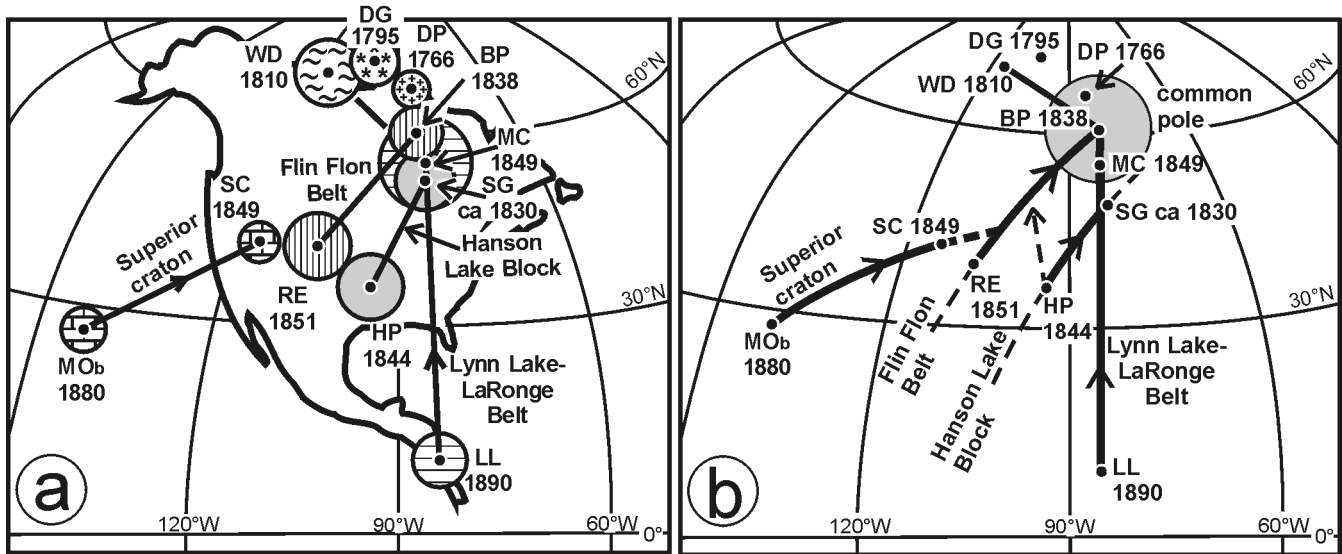 DG
1795
DP
1766
WD
1810
BP
1838
60°N
MC
1849
Flin Flon
Belt
SC
1849
SG
ca 1830
Superior
craton
Hanson
Lake Block
RE
1851
30°N
HP
1844
MOb
1880
Lynn Lake-
LaRonge
Belt
LL
1890
a
120°W
90°W
60°W
0°
DG 1795
DP 1766
60°N
WD 1810
common
pole
BP 1838
MC 1849
SC 1849
SG ca 1830
Superior
craton
RE
1851
30°N
HP
1844
MOb
1880
Flin Flon
Belt
Hanson Lake
Block
Lynn Lake-
LaRonge
Belt
LL
1890
b
120°W
90°W
60°W
0°